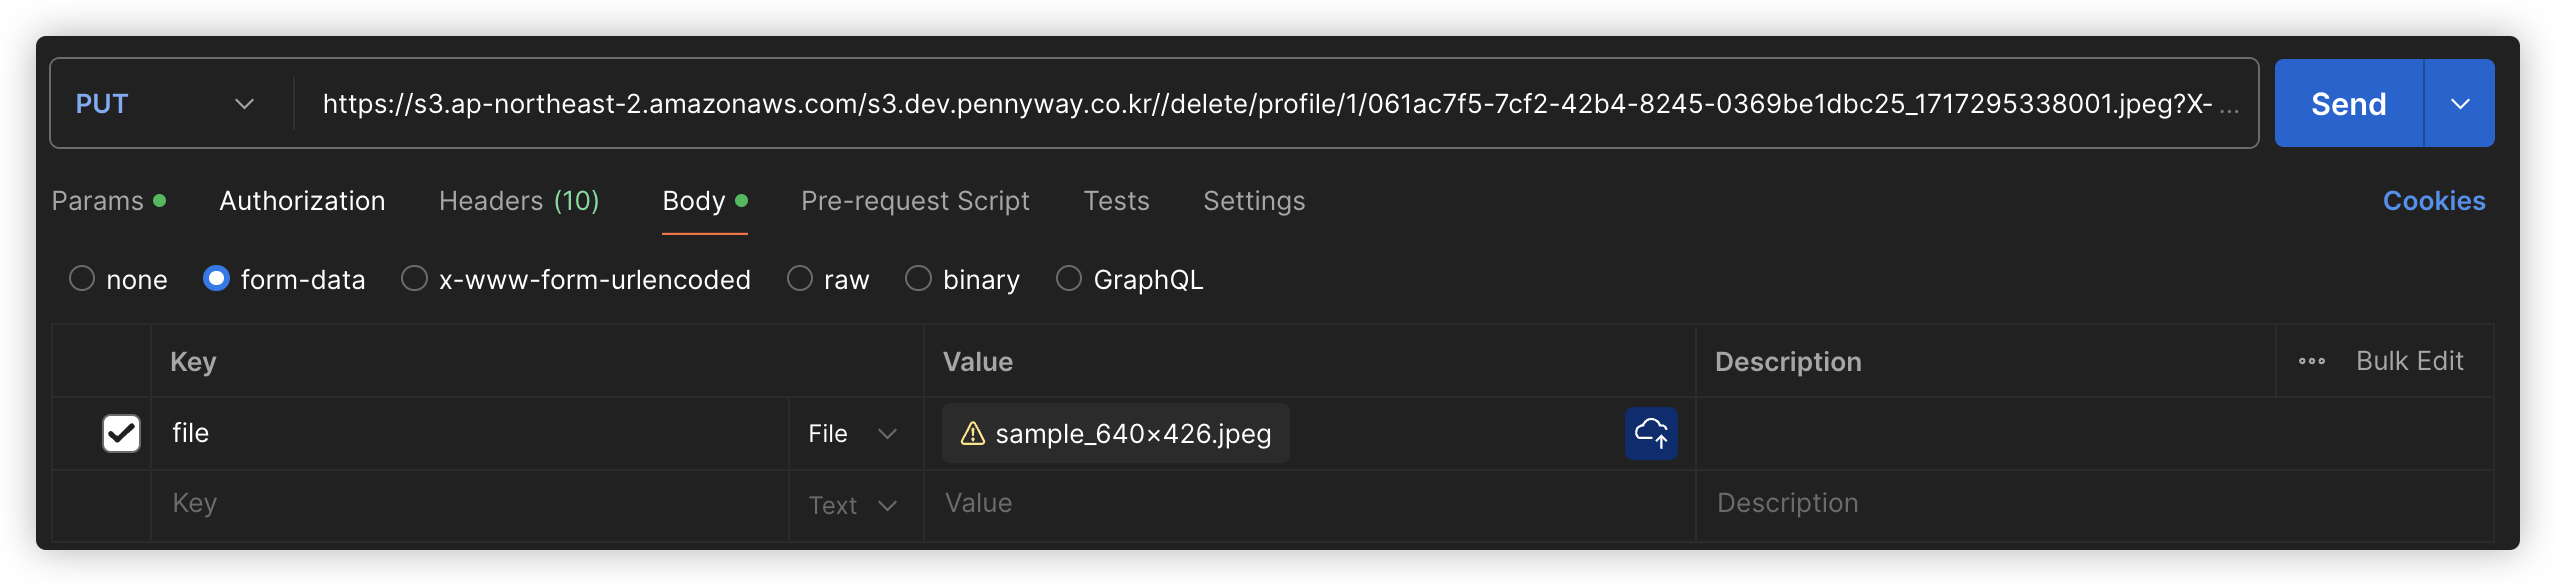 PUT https://s3.ap-northeast-2.amazonaws.com/s3.dev.pennyway.co.kr//delete/profile/1/061ac7f5-7cf2-42b4-8245-0369be1dbc25_1717295338001.jpeg?X- ... Send
Params Authorization Headers (10) Body Pre-request Script Tests Settings Cookies
none form-data x-www-form-urlencoded raw binary GraphQL
Key Value Description Bulk Edit
file File sample_640×426.jpeg
Key Text Value Description